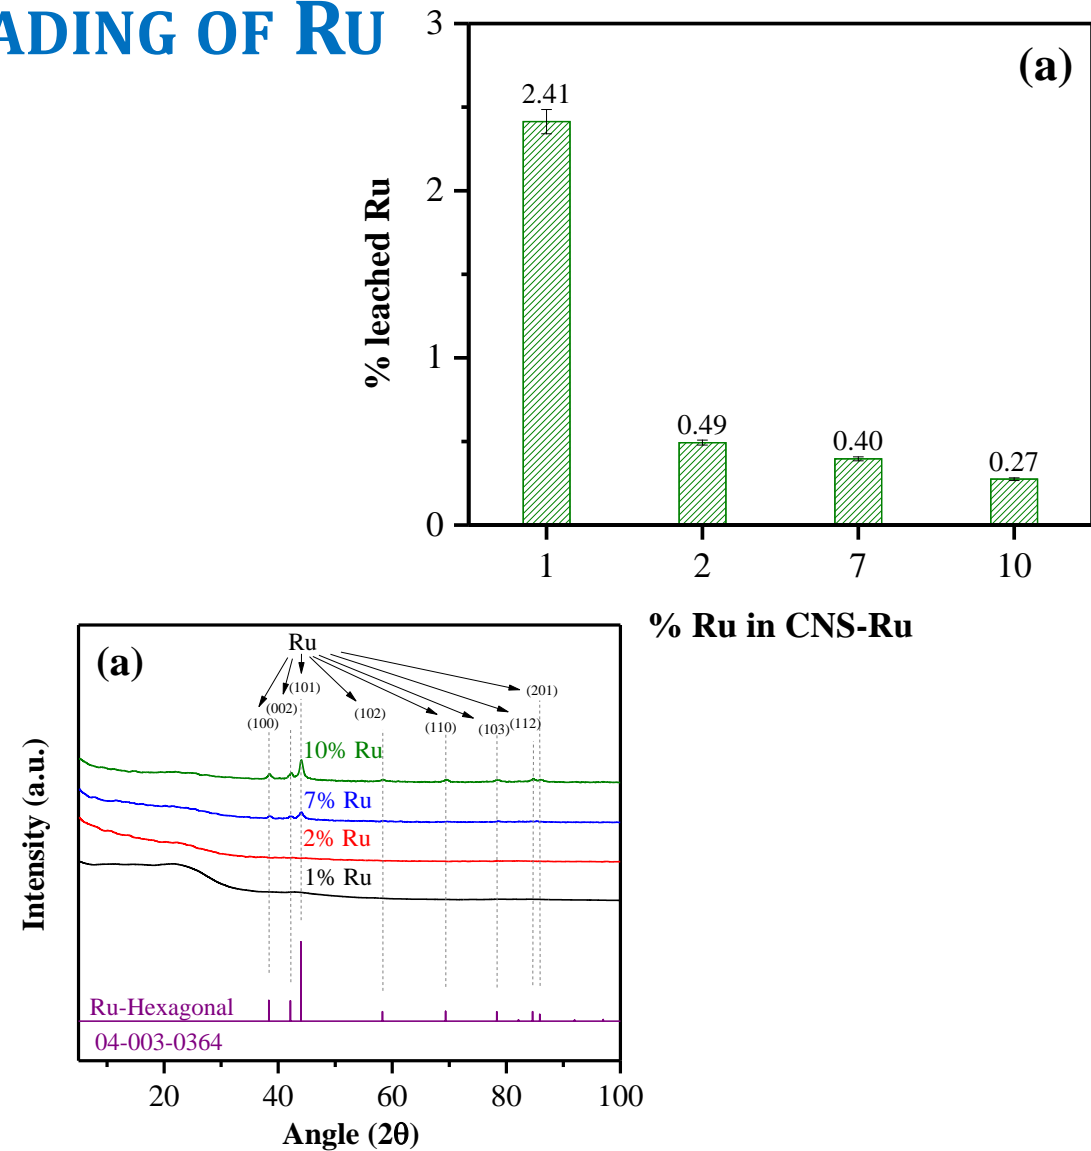 ADING OF RU
(a)
3
2
1
0
% leached Ru
2.41
0.49
0.40
0.27
1 2 7 10
% Ru in CNS-Ru
(a)
Ru
(100) (002) (101) (102) (110) (103) (112) (201)
10% Ru
7% Ru
2% Ru
1% Ru
Ru-Hexagonal
04-003-0364
Intensity (a.u.)
20 40 60 80 100
Angle (2θ)